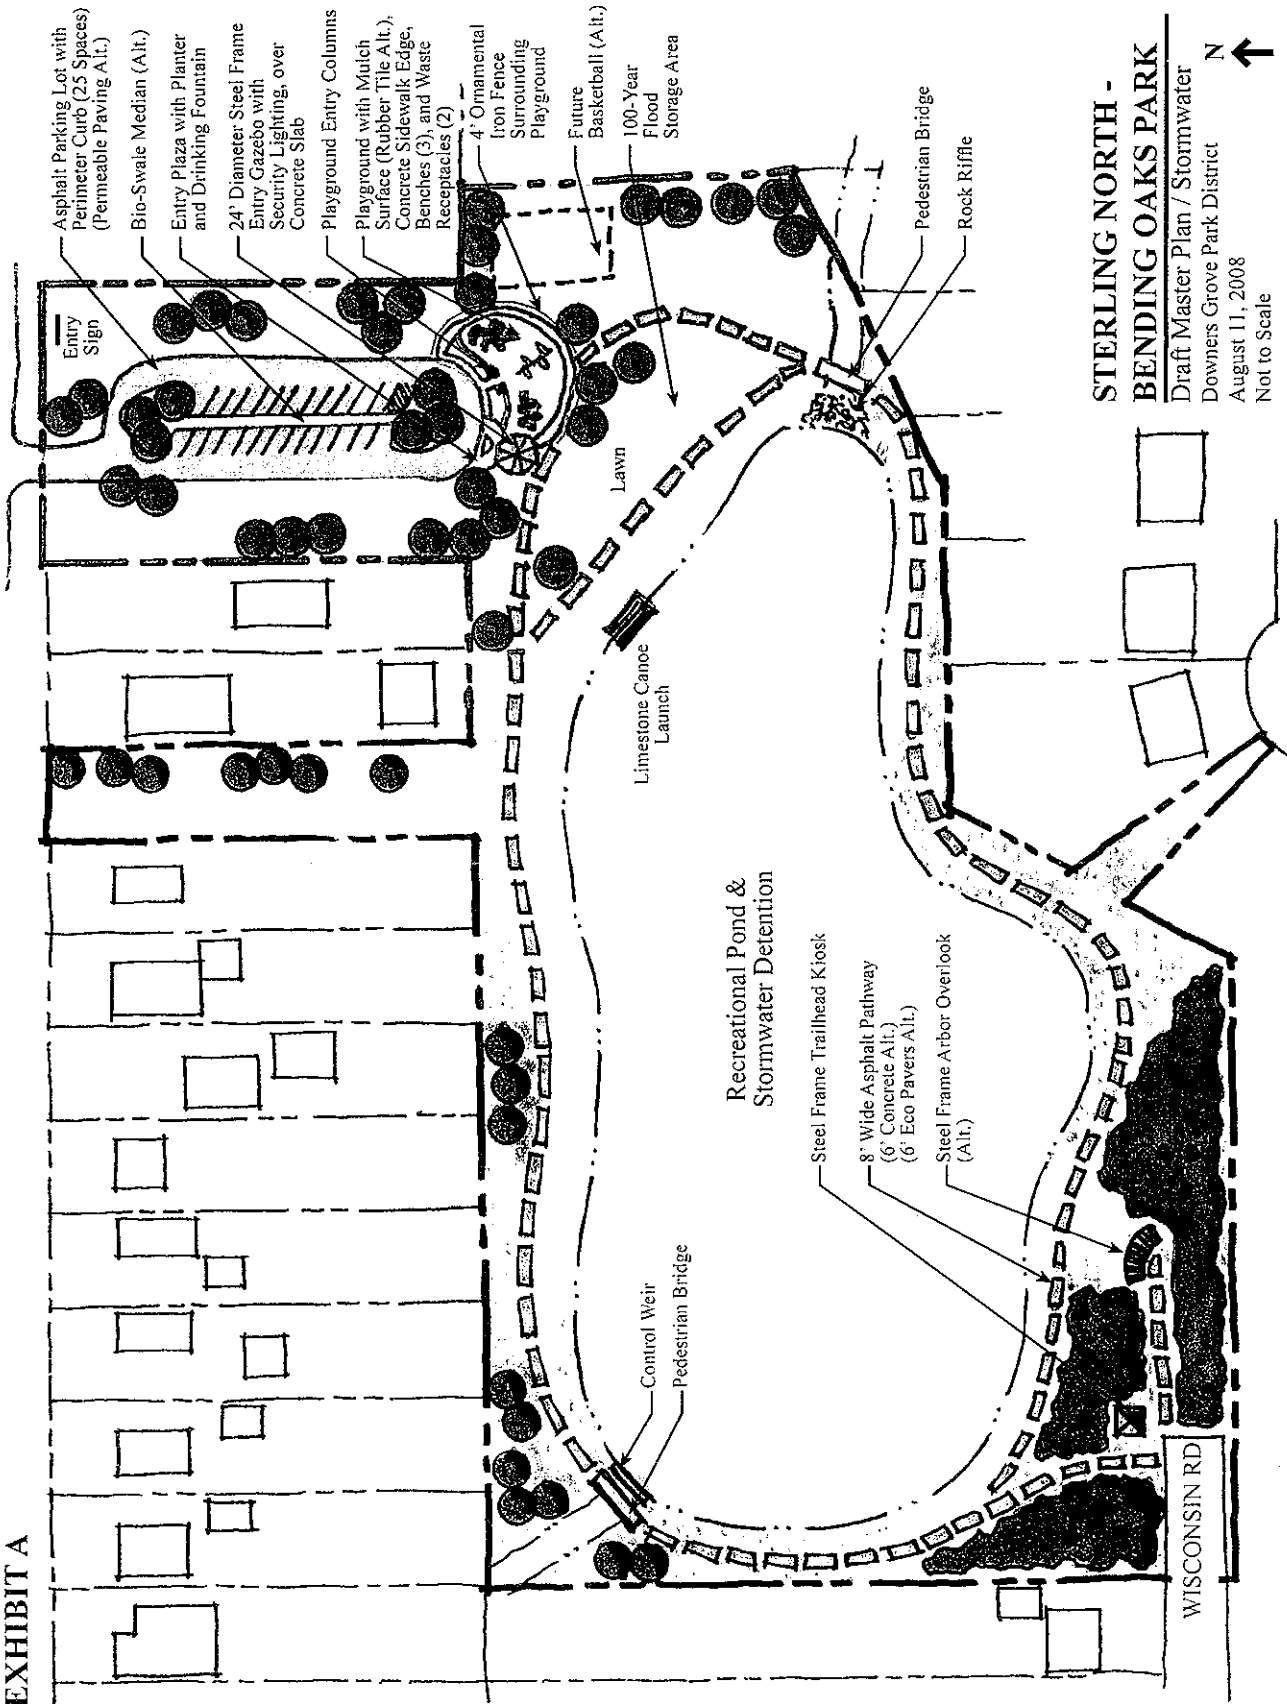 EXHIBIT A
Asphalt Parking Lot with
Perimeter Curb (25 Spaces)
(Permeable Paving Alt.)
Bio-Swale Median (Alt.)
Entry Plaza with Planter
and Drinking Fountain
24' Diameter Steel Frame
Entry Gazebo with
Security Lighting, over
Concrete Slab
Playground Entry Columns
Playground with Mulch
Surface (Rubber Tile Alt.),
Concrete Sidewalk Edge,
Benches (3), and Waste
Receptacles (2)
4' Ornamental
Iron Fence
Surrounding
Playground
Future
Basketball (Alt.)
100-Year
Flood
Storage Area
Entry
Sign
Lawn
Limestone Canoe
Launch
Pedestrian Bridge
Rock Riffle
Recreational Pond &
Stormwater Detention
Steel Frame Trailhead Kiosk
8' Wide Asphalt Pathway
(6' Concrete Alt.)
(6' Eco Pavers Alt.)
Steel Frame Arbor Overlook
(Alt.)
Control Weir
Pedestrian Bridge
WISCONSIN RD
STERLING NORTH -
BENDING OAKS PARK
Draft Master Plan / Stormwater
Downers Grove Park District
August 11, 2008
Not to Scale
N